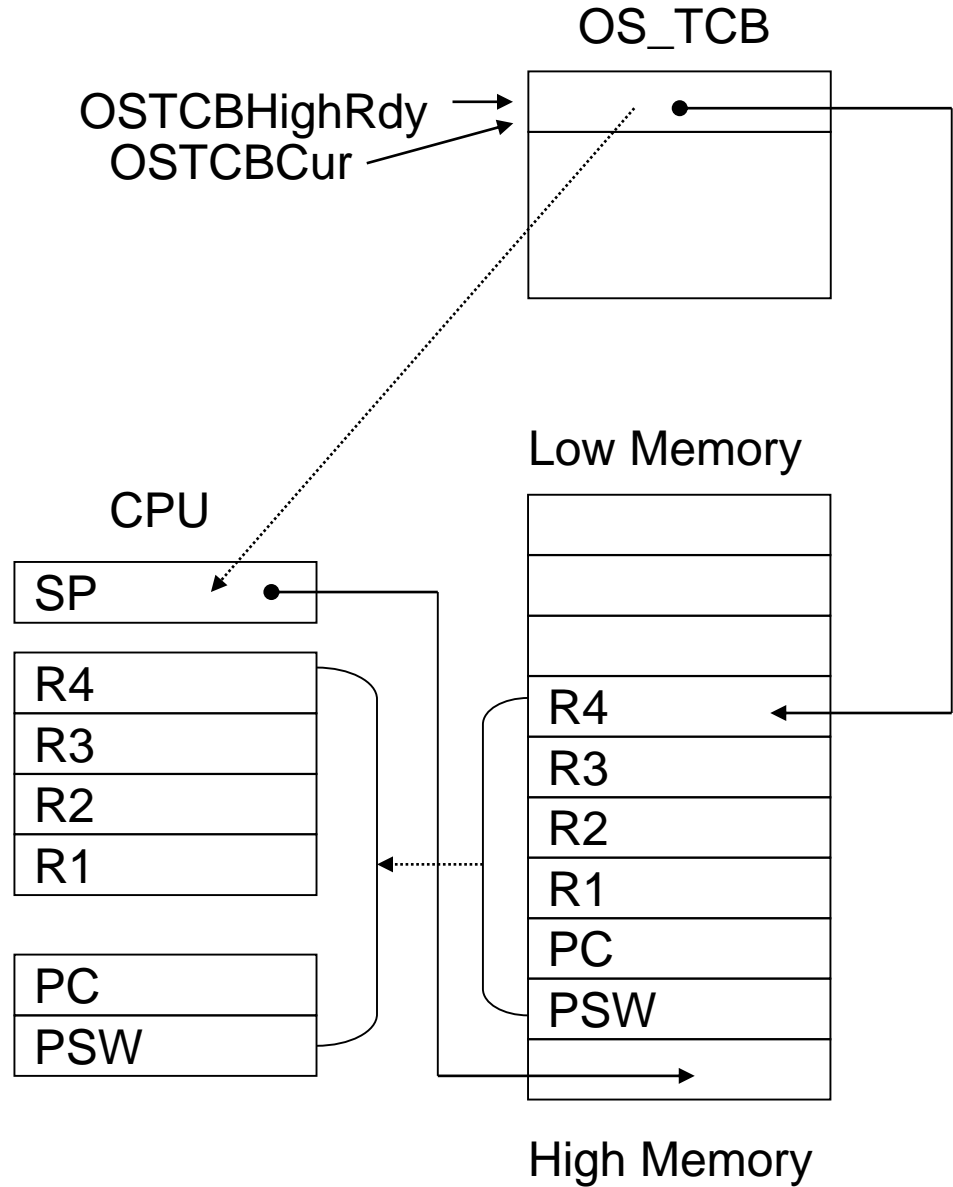 OS_TCB
OSTCBHighRdy
OSTCBCur
Low Memory
CPU
SP
R4
R3
R2
R1
PC
PSW
R4
R3
R2
R1
PC
PSW
High Memory